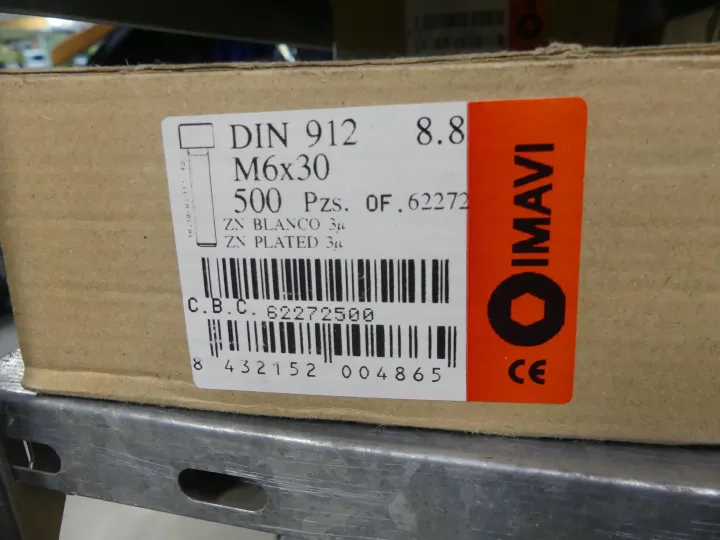 DIN 912 8.8
M6x30
500 Pzs. OF. 62272
ZN BLANCO 3µ
ZN PLATED 3µ
C.B.C. 62272500
8 432152 004865
IMAVI
CE